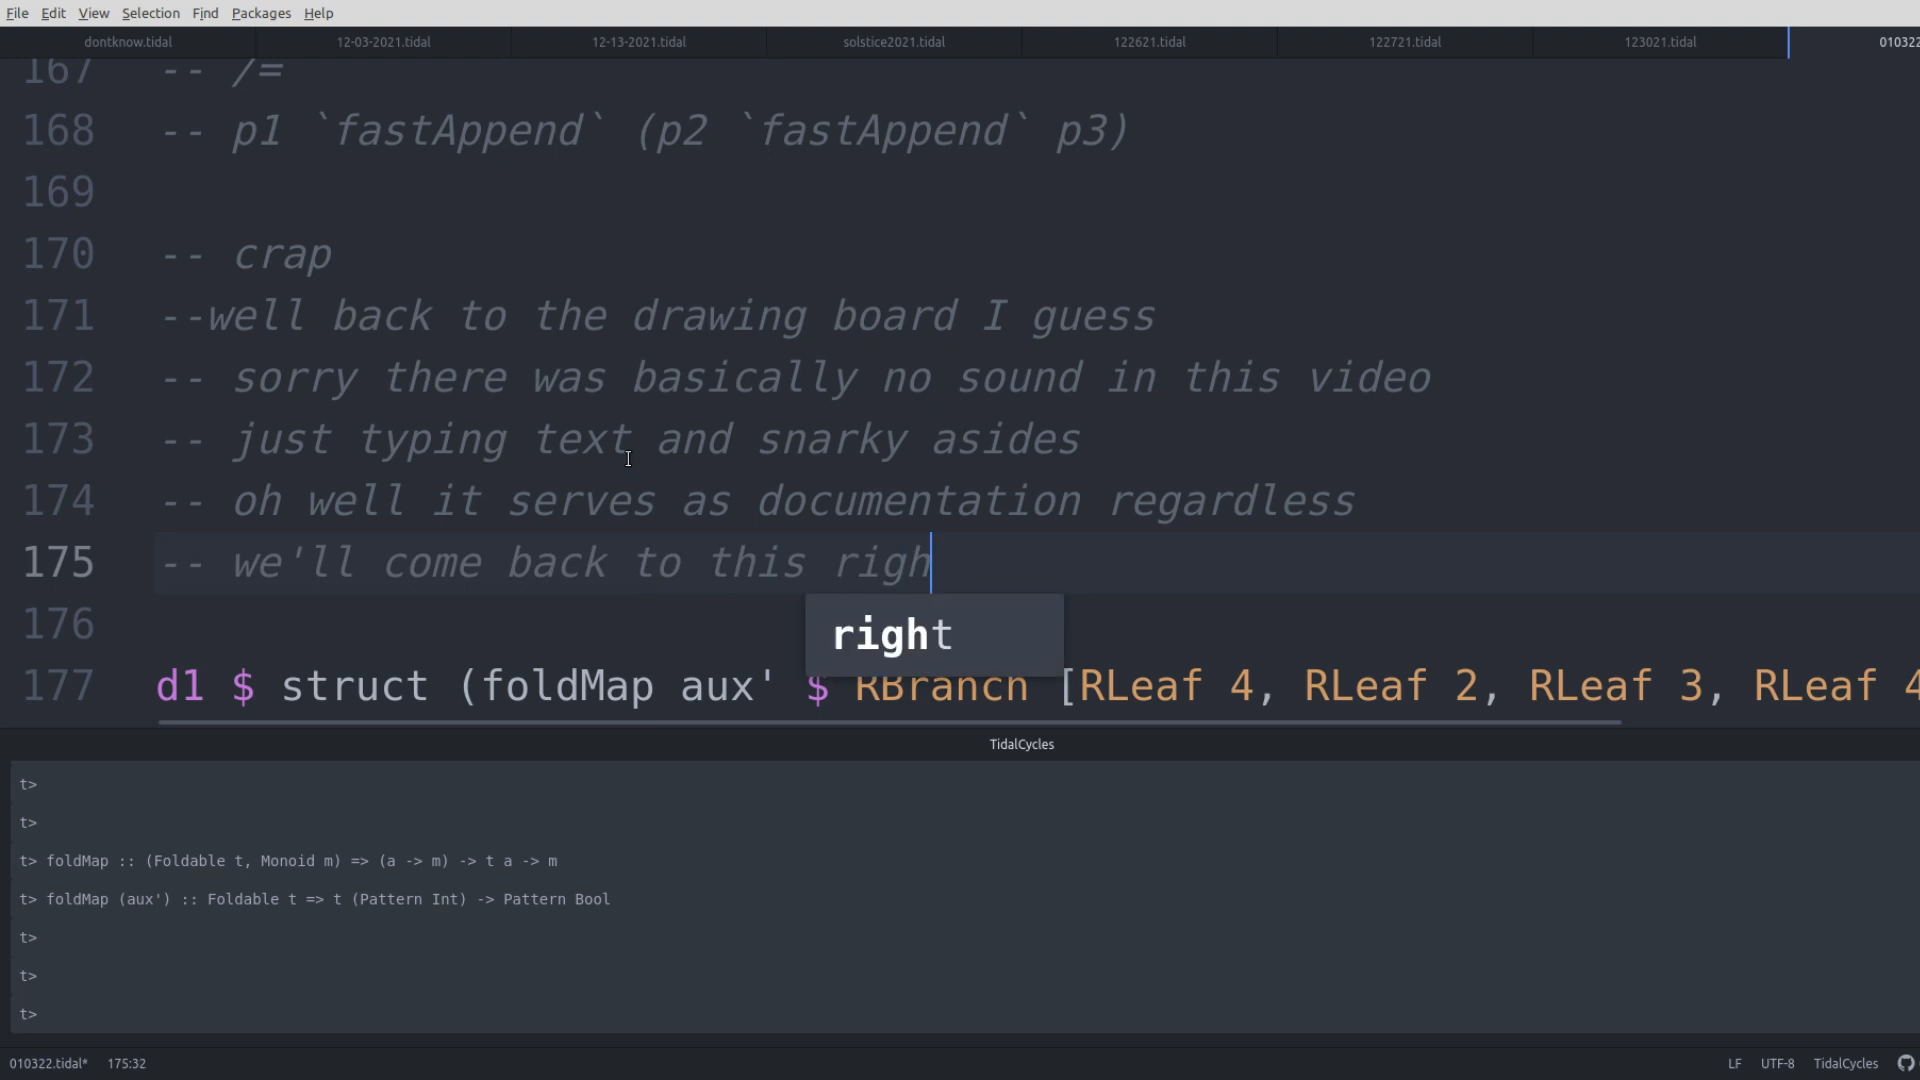 File Edit View Selection Find Packages Help
dontknow.tidal 12-03-2021.tidal 12-13-2021.tidal solstice2021.tidal 122621.tidal 122721.tidal 123021.tidal 010322
167 -- /=
168 -- p1 `fastAppend` (p2 `fastAppend` p3)
169
170 -- crap
171 --well back to the drawing board I guess
172 -- sorry there was basically no sound in this video
173 -- just typing text and snarky asides
174 -- oh well it serves as documentation regardless
175 -- we'll come back to this righ
176
right
177 d1 $ struct (foldMap aux' $ RBranch [RLeaf 4, RLeaf 2, RLeaf 3, RLeaf 4
TidalCycles
t>
t>
t> foldMap :: (Foldable t, Monoid m) => (a -> m) -> t a -> m
t> foldMap (aux') :: Foldable t => t (Pattern Int) -> Pattern Bool
t>
t>
t>
010322.tidal* 175:32 LF UTF-8 TidalCycles